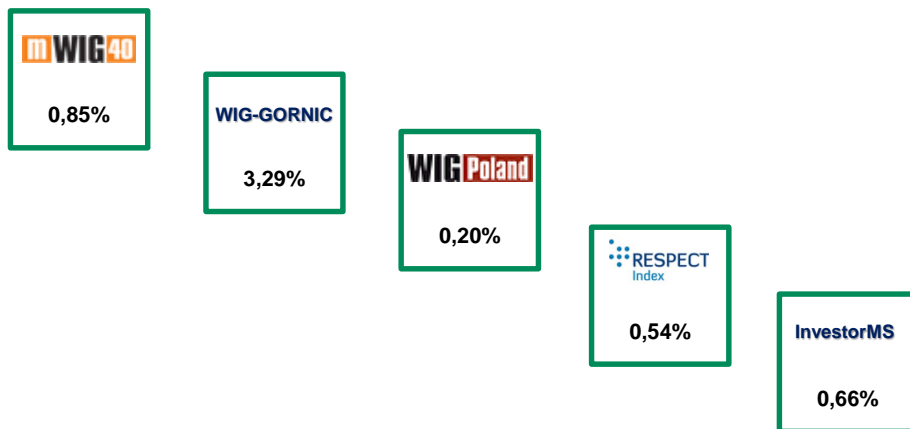 mWIG40
0,85%
WIG-GORNIC
3,29%
WIG Poland
0,20%
RESPECT
Index
0,54%
InvestorMS
0,66%